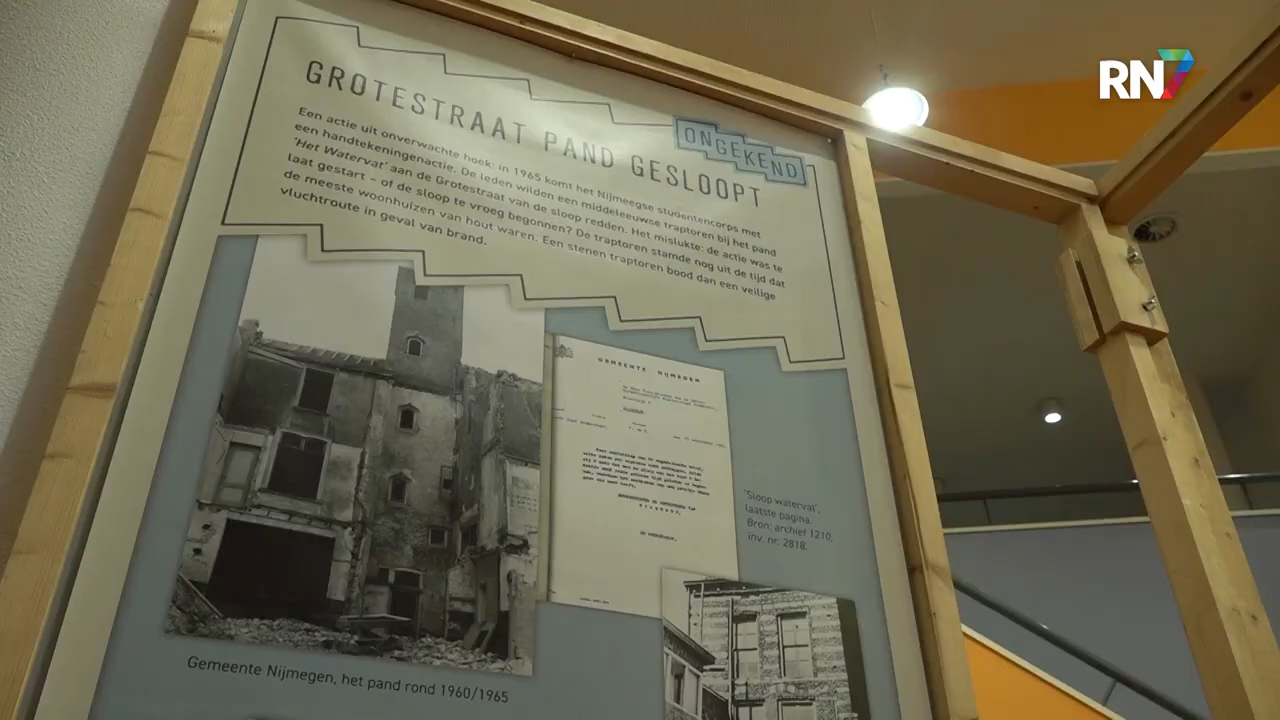 RN7
GROTESTRAAT PAND GESLOOPT
ONGEKEND
Een actie uit onverwachte hoek: in 1965 komt het Nijmeegse studentencorps met
een handtekeningenactie. De leden wilden een middeleeuwse traptoren bij het pand
'Het Watervat' aan de Grotestraat van de sloop redden. Het mislukte: de actie was te
laat gestart – of de sloop te vroeg begonnen? De traptoren stamde nog uit de tijd dat
de meeste woonhuizen van hout waren. Een stenen traptoren bood dan een veilige
vluchtroute in geval van brand.
GEMEENTE NIJMEGEN
'Sloop watervat',
laatste pagina.
Bron: archief 1210,
inv. nr: 2818.
Gemeente Nijmegen, het pand rond 1960/1965